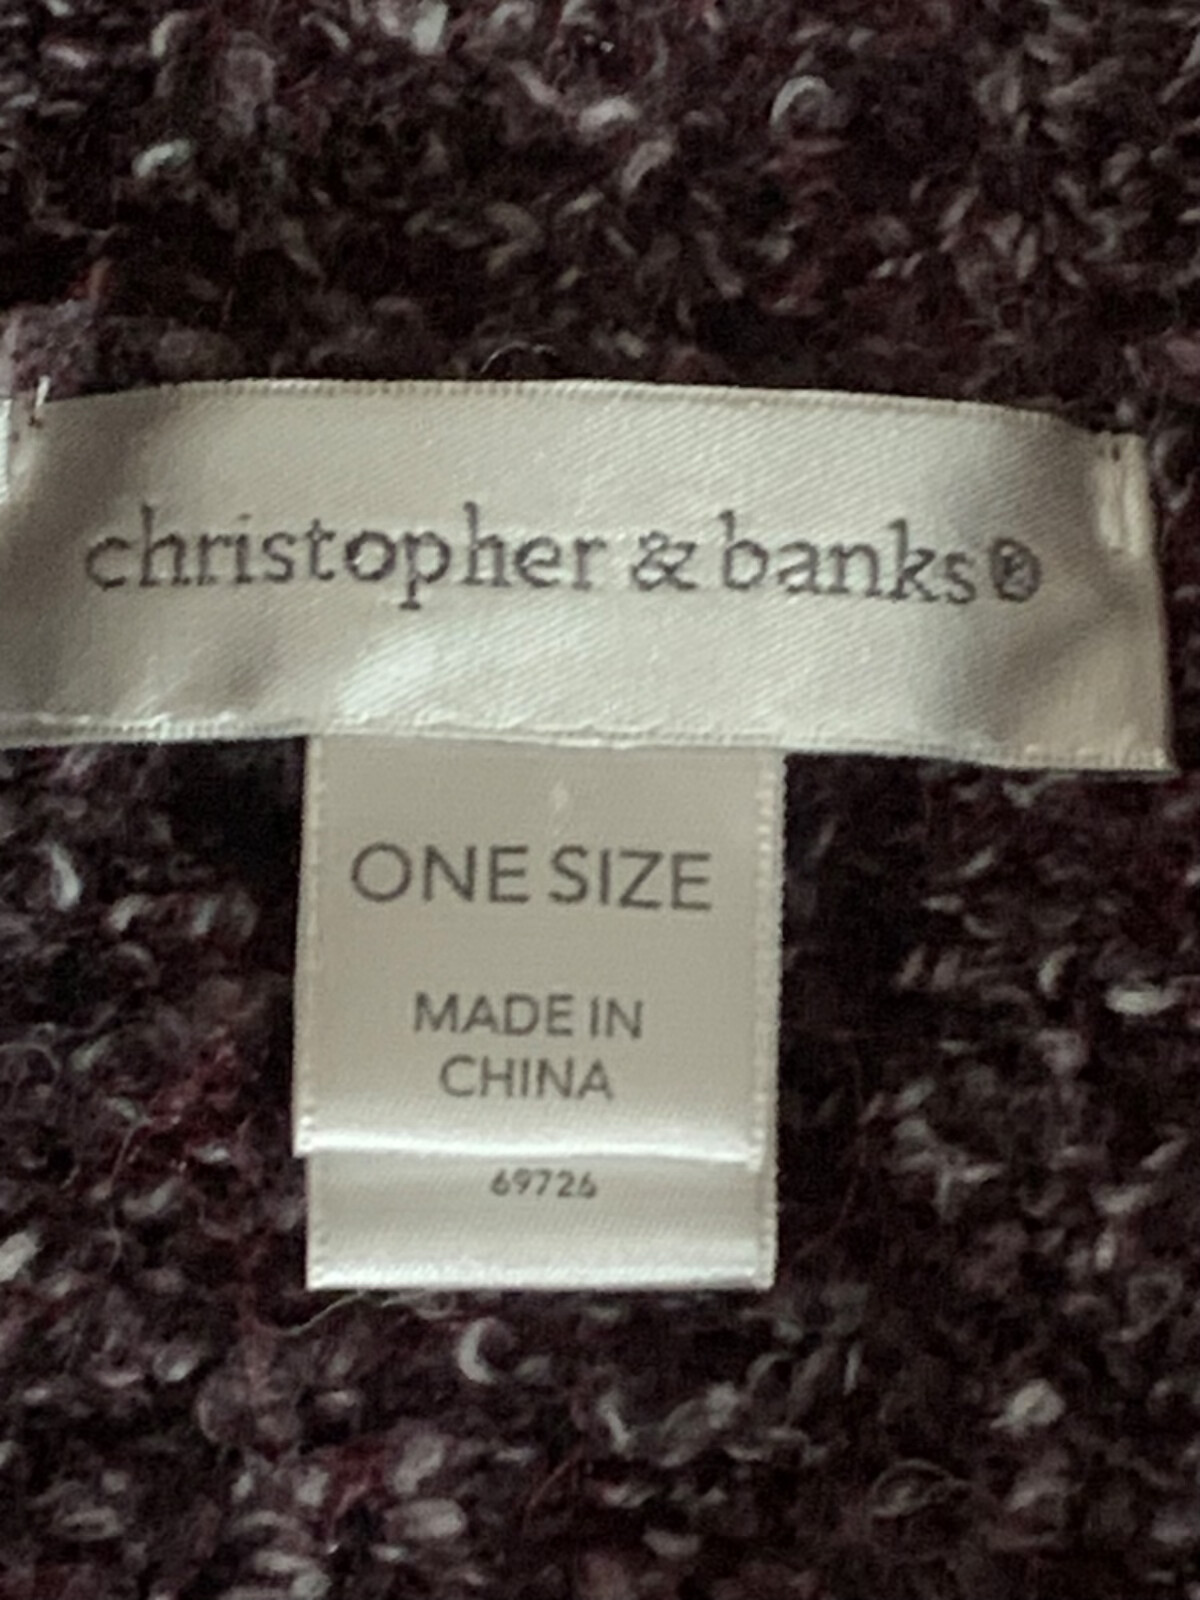 christopher & banks®
ONE SIZE
MADE IN
CHINA
69726